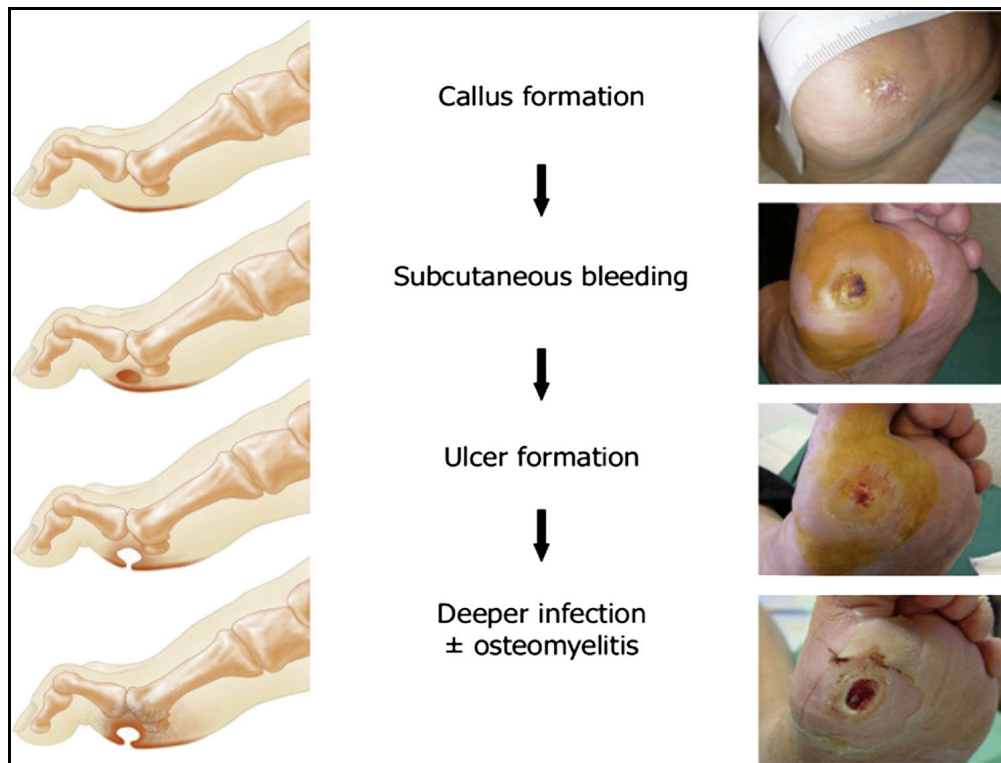 Callus formation
Subcutaneous bleeding
Ulcer formation
Deeper infection
± osteomyelitis